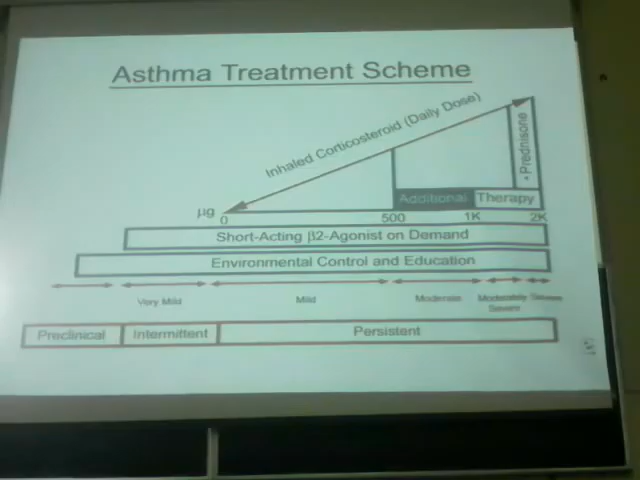 Asthma Treatment Scheme
Inhaled Corticosteroid (Daily Dose)
• Prednisone
Additional Therapy
µg 0 500 1K 2K
Short-Acting β2-Agonist on Demand
Environmental Control and Education
Very Mild Mild Moderate Moderately Severe Severe
Preclinical Intermittent Persistent